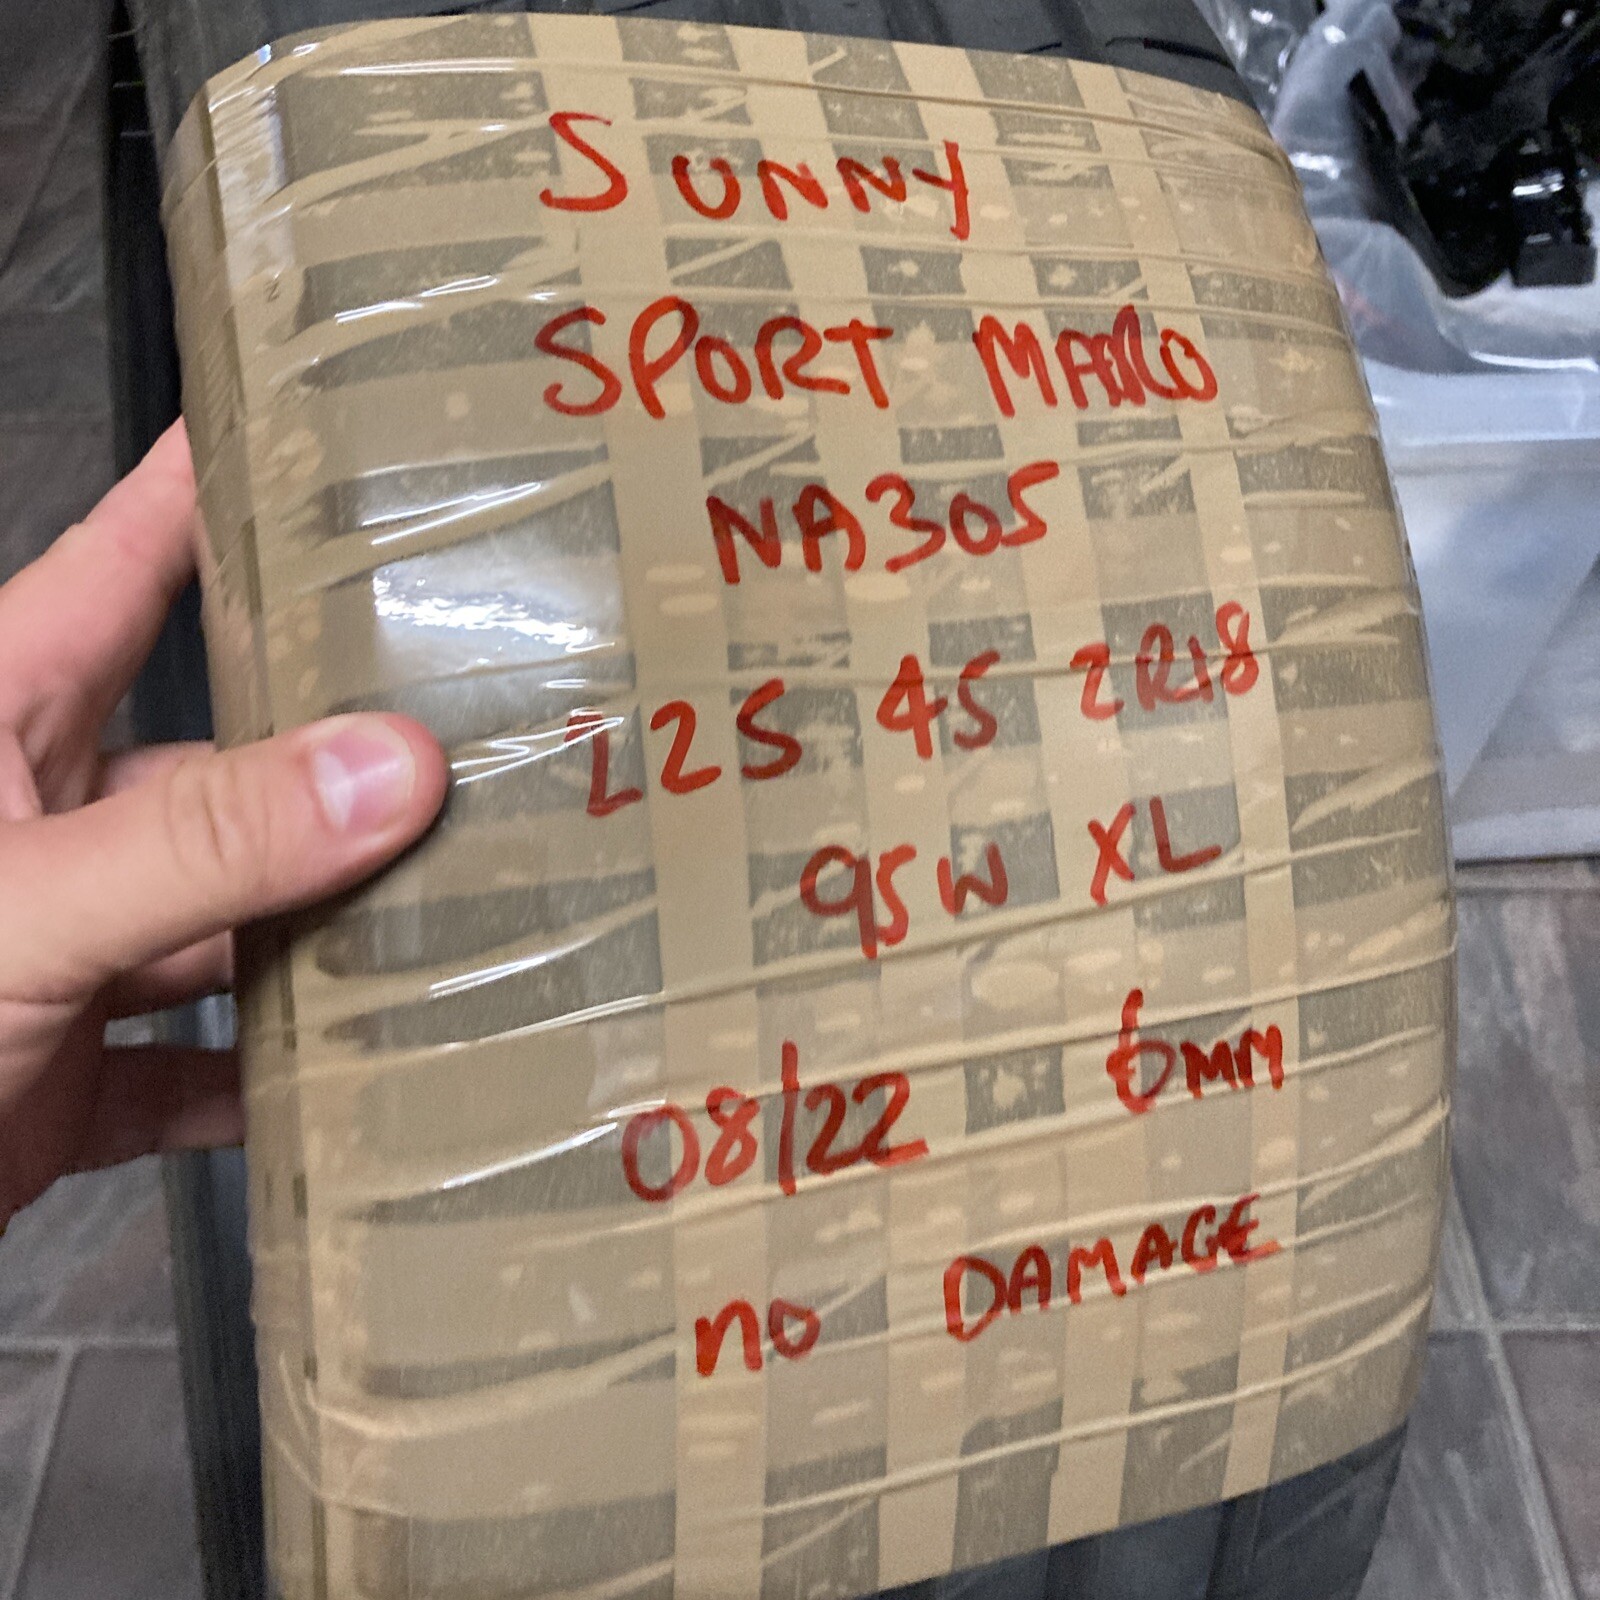 SUNNY
SPORT MACRO
NA305
225 45 ZR18
95W XL
08/22 6mm
no DAMAGE